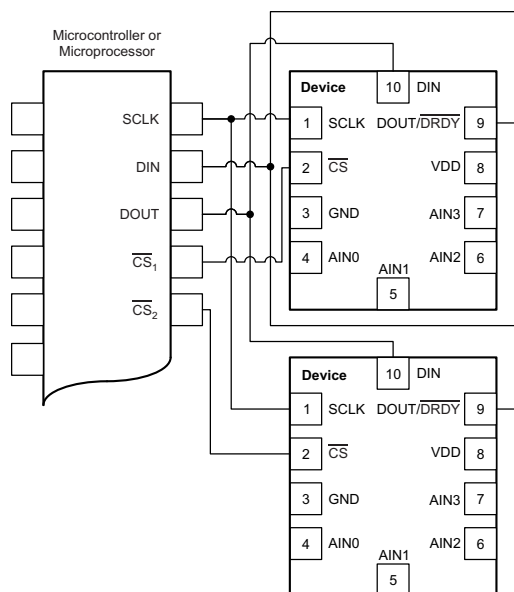 Microcontroller or
Microprocessor
SCLK
DIN
DOUT
CS₁
CS₂
Device
10 DIN
1 SCLK DOUT/DRDY 9
2 CS VDD 8
3 GND AIN3 7
4 AIN0 AIN2 6
AIN1
5
Device
10 DIN
1 SCLK DOUT/DRDY 9
2 CS VDD 8
3 GND AIN3 7
4 AIN0 AIN2 6
AIN1
5